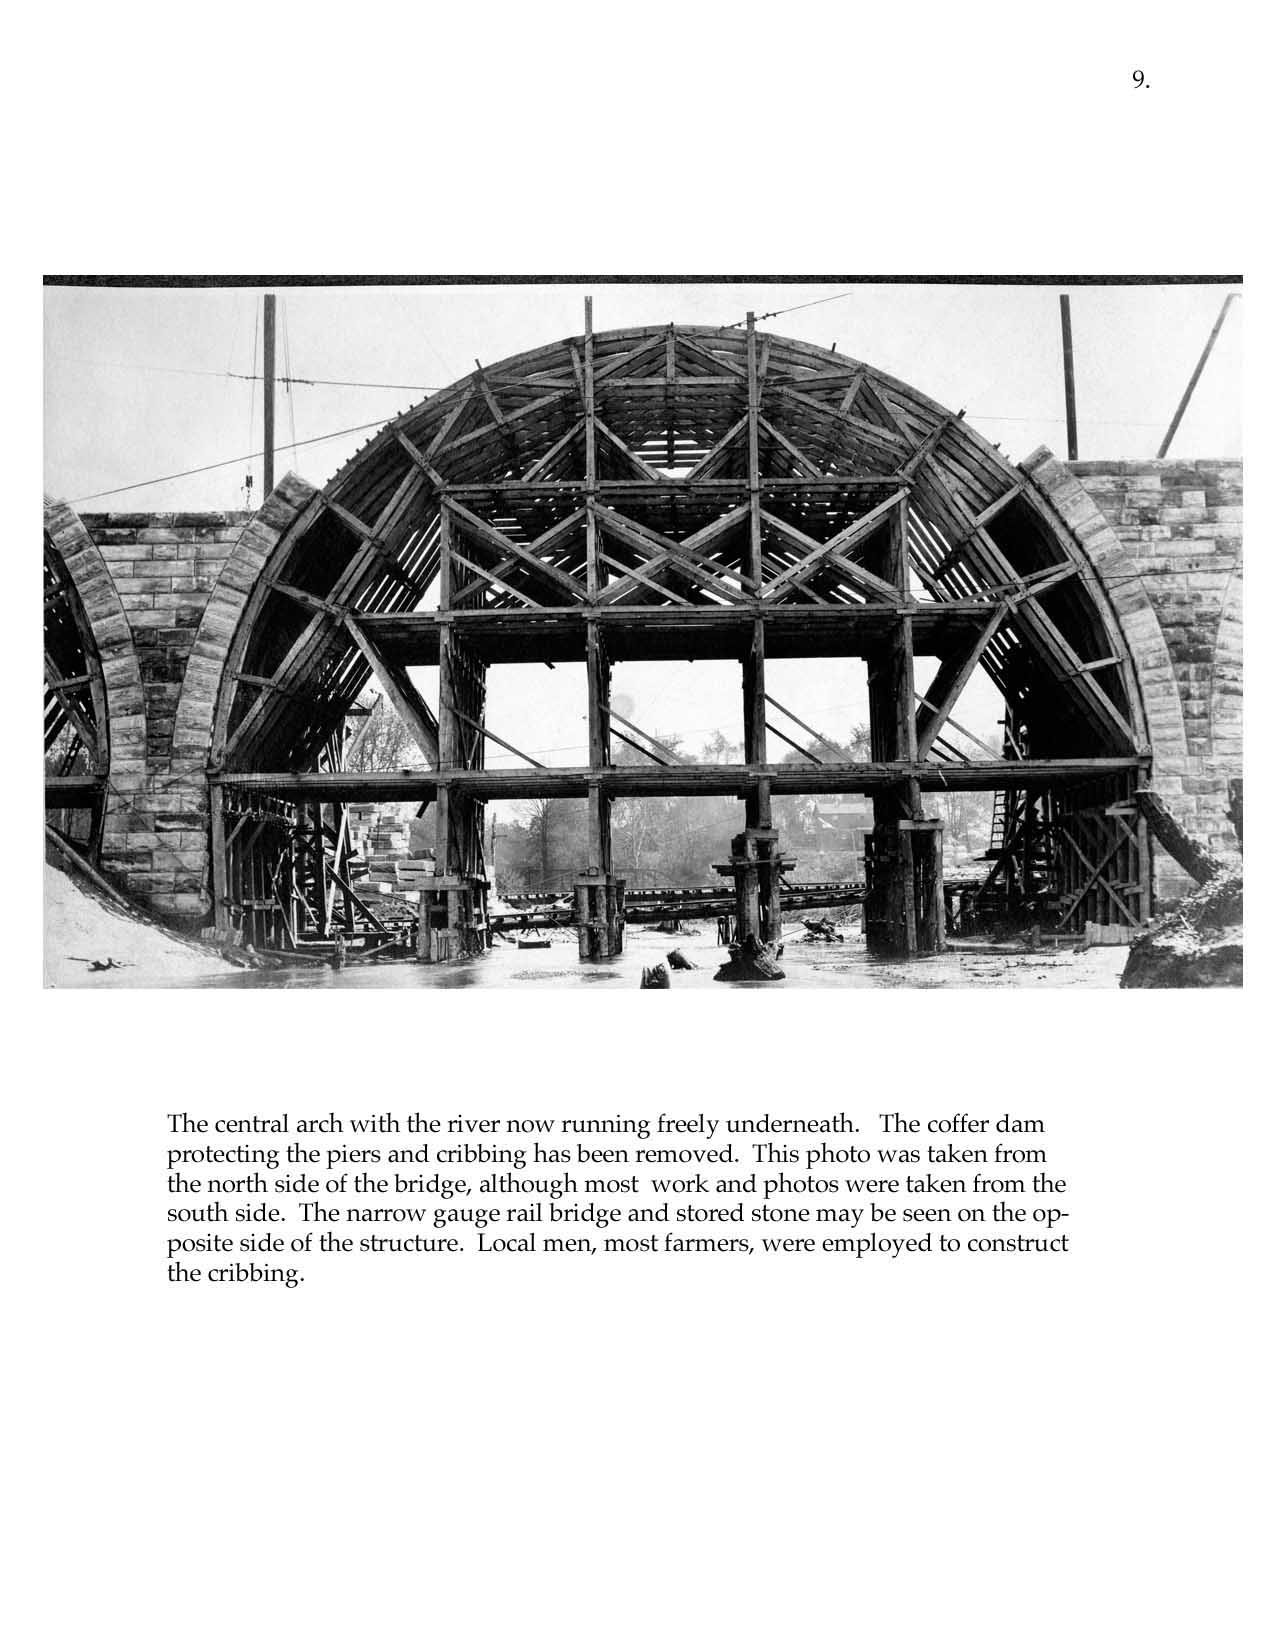 9.
The central arch with the river now running freely underneath.   The coffer dam
protecting the piers and cribbing has been removed.  This photo was taken from
the north side of the bridge, although most  work and photos were taken from the
south side.  The narrow gauge rail bridge and stored stone may be seen on the op-
posite side of the structure.  Local men, most farmers, were employed to construct
the cribbing.